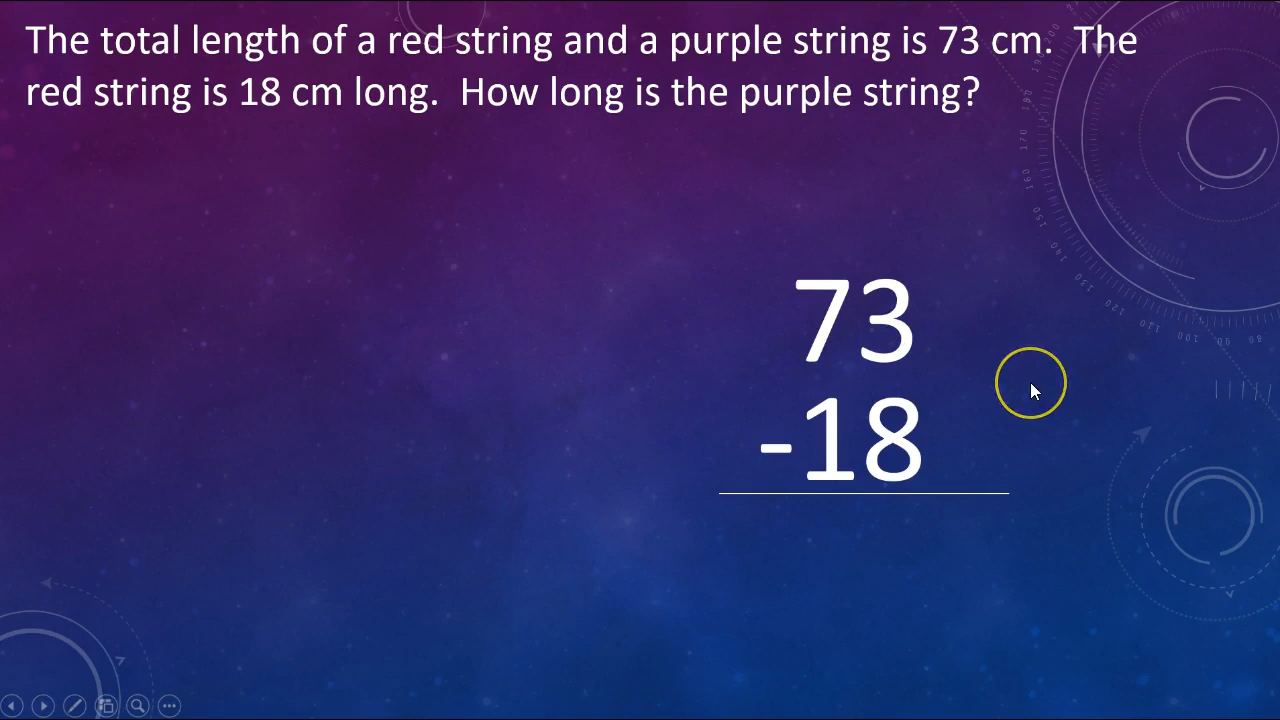 The total length of a red string and a purple string is 73 cm.  The
red string is 18 cm long.  How long is the purple string?
73
-18